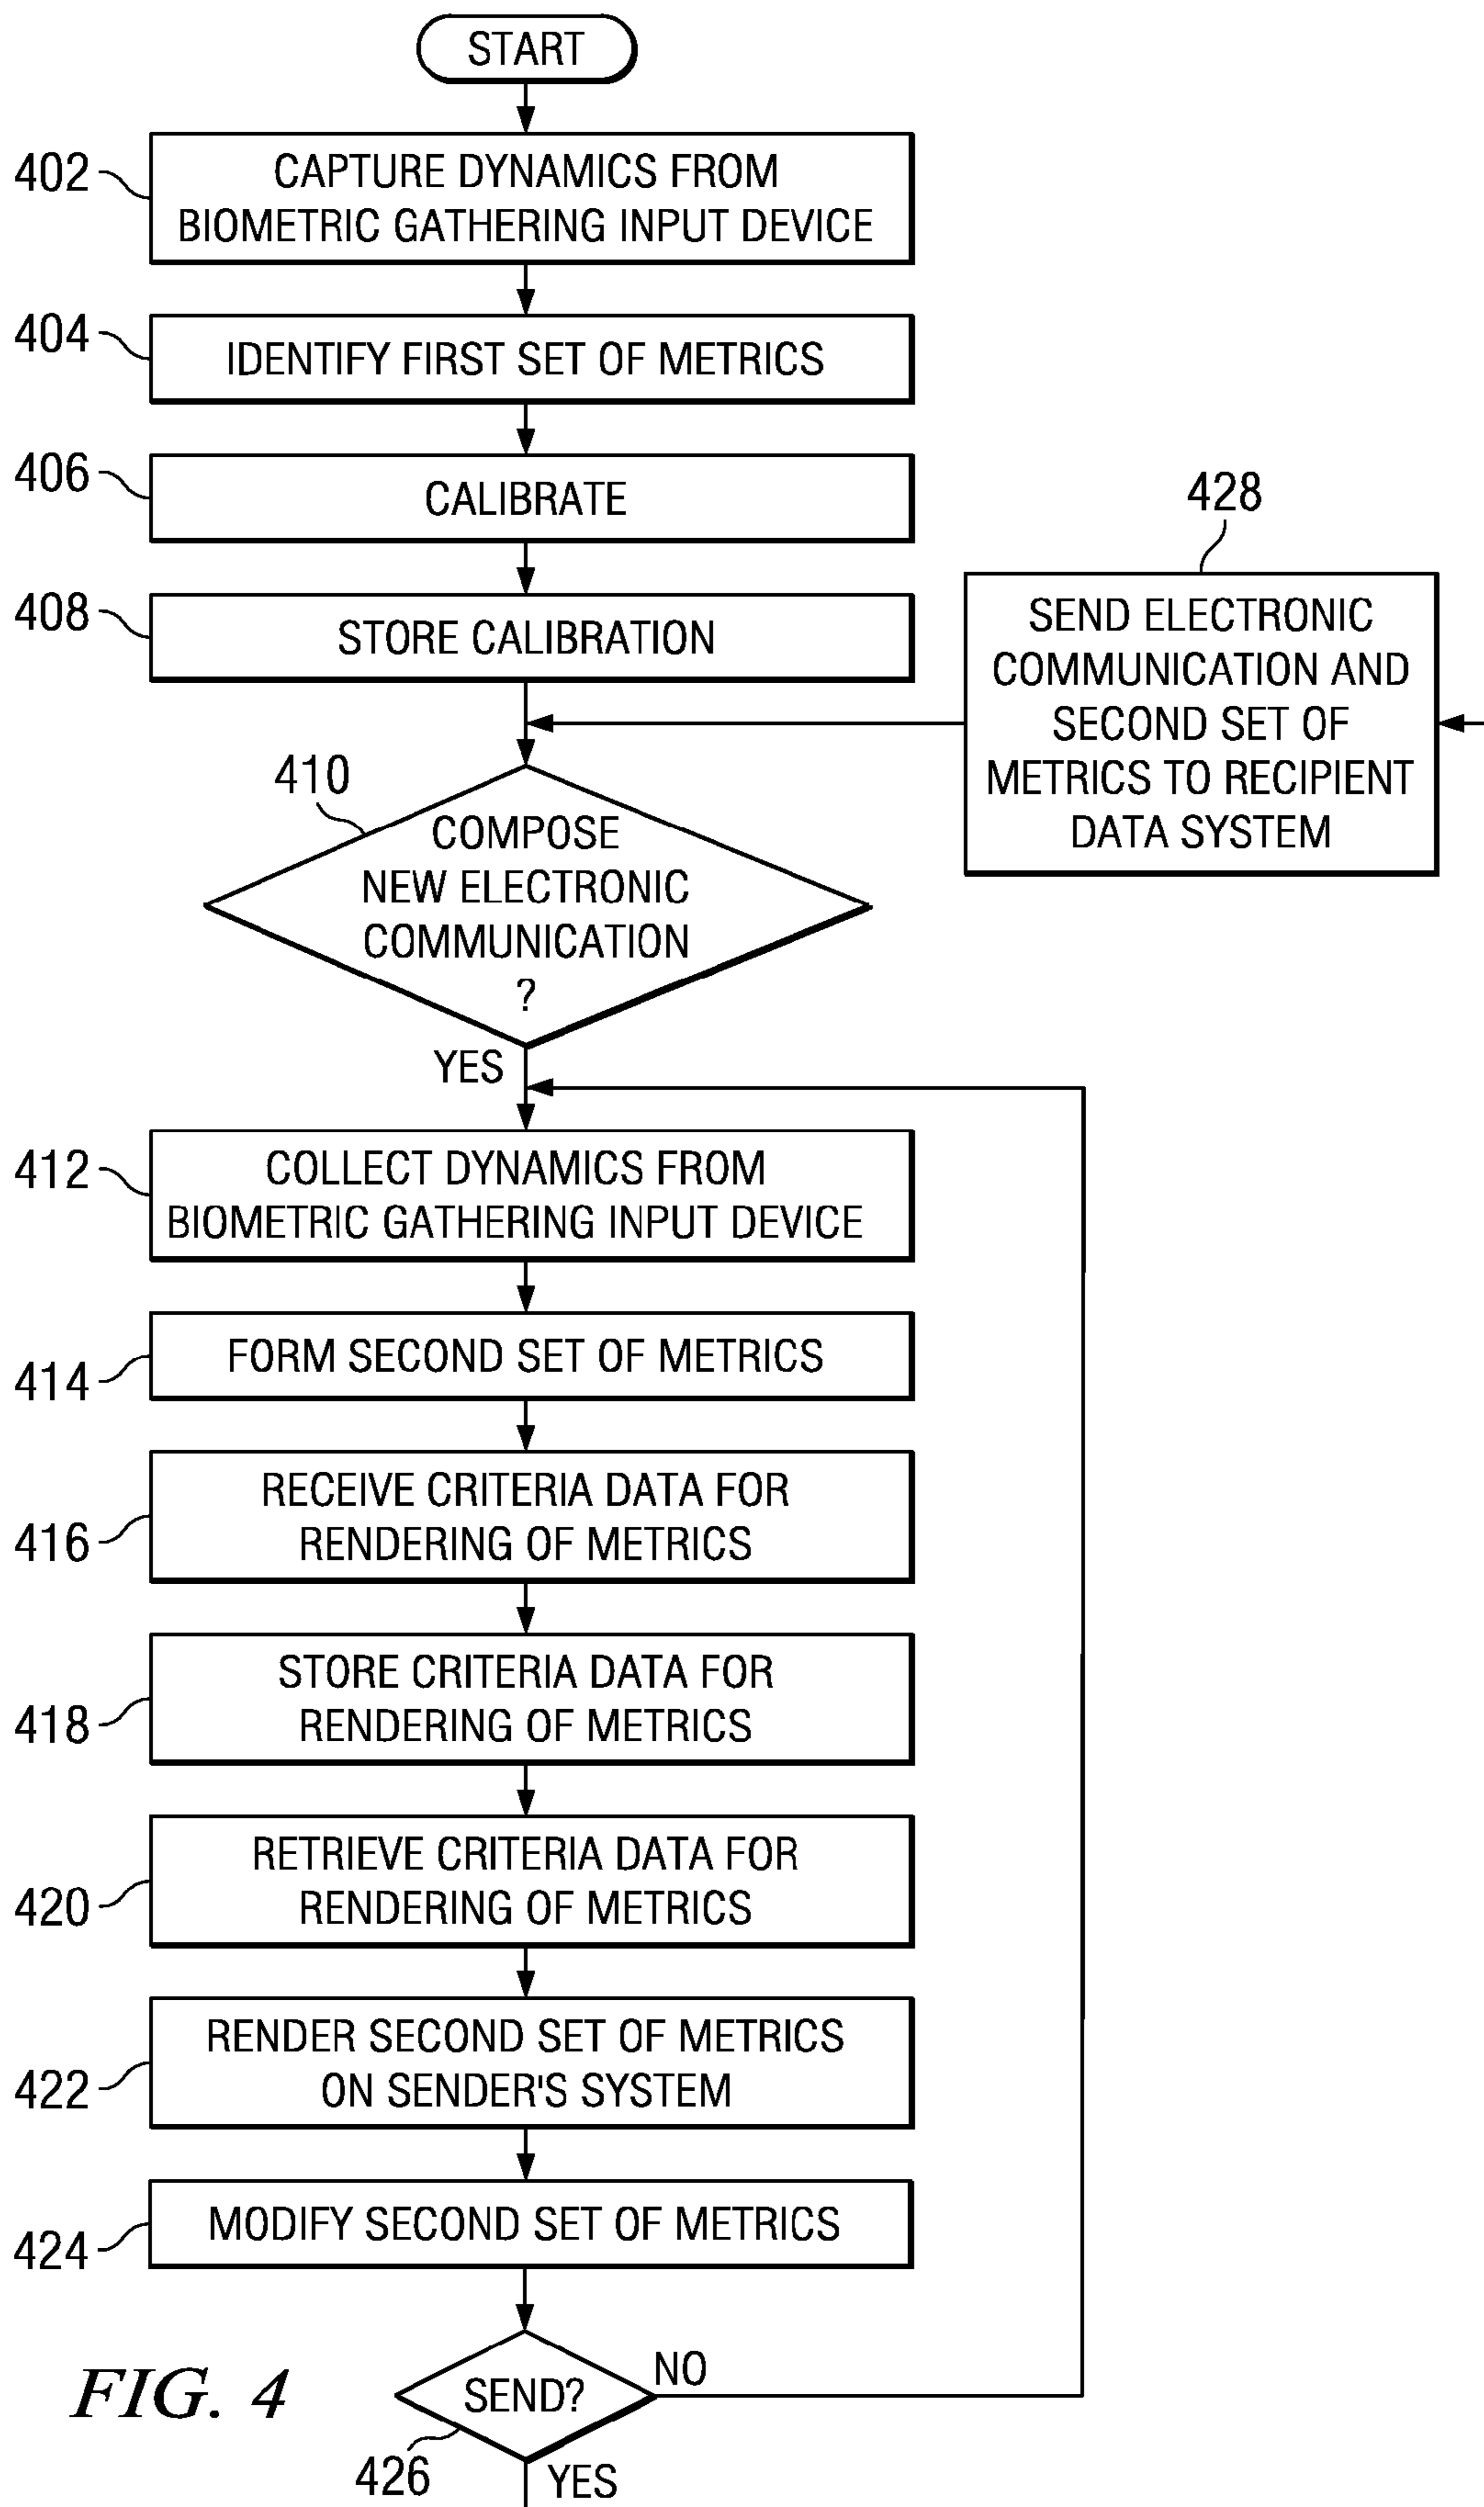 START
402
CAPTURE DYNAMICS FROM
BIOMETRIC GATHERING INPUT DEVICE
404
IDENTIFY FIRST SET OF METRICS
406
CALIBRATE
408
STORE CALIBRATION
428
SEND ELECTRONIC
COMMUNICATION AND
SECOND SET OF
METRICS TO RECIPIENT
DATA SYSTEM
410
COMPOSE
NEW ELECTRONIC
COMMUNICATION
?
YES
412
COLLECT DYNAMICS FROM
BIOMETRIC GATHERING INPUT DEVICE
414
FORM SECOND SET OF METRICS
416
RECEIVE CRITERIA DATA FOR
RENDERING OF METRICS
418
STORE CRITERIA DATA FOR
RENDERING OF METRICS
420
RETRIEVE CRITERIA DATA FOR
RENDERING OF METRICS
422
RENDER SECOND SET OF METRICS
ON SENDER'S SYSTEM
424
MODIFY SECOND SET OF METRICS
FIG. 4
SEND?
NO
426
YES